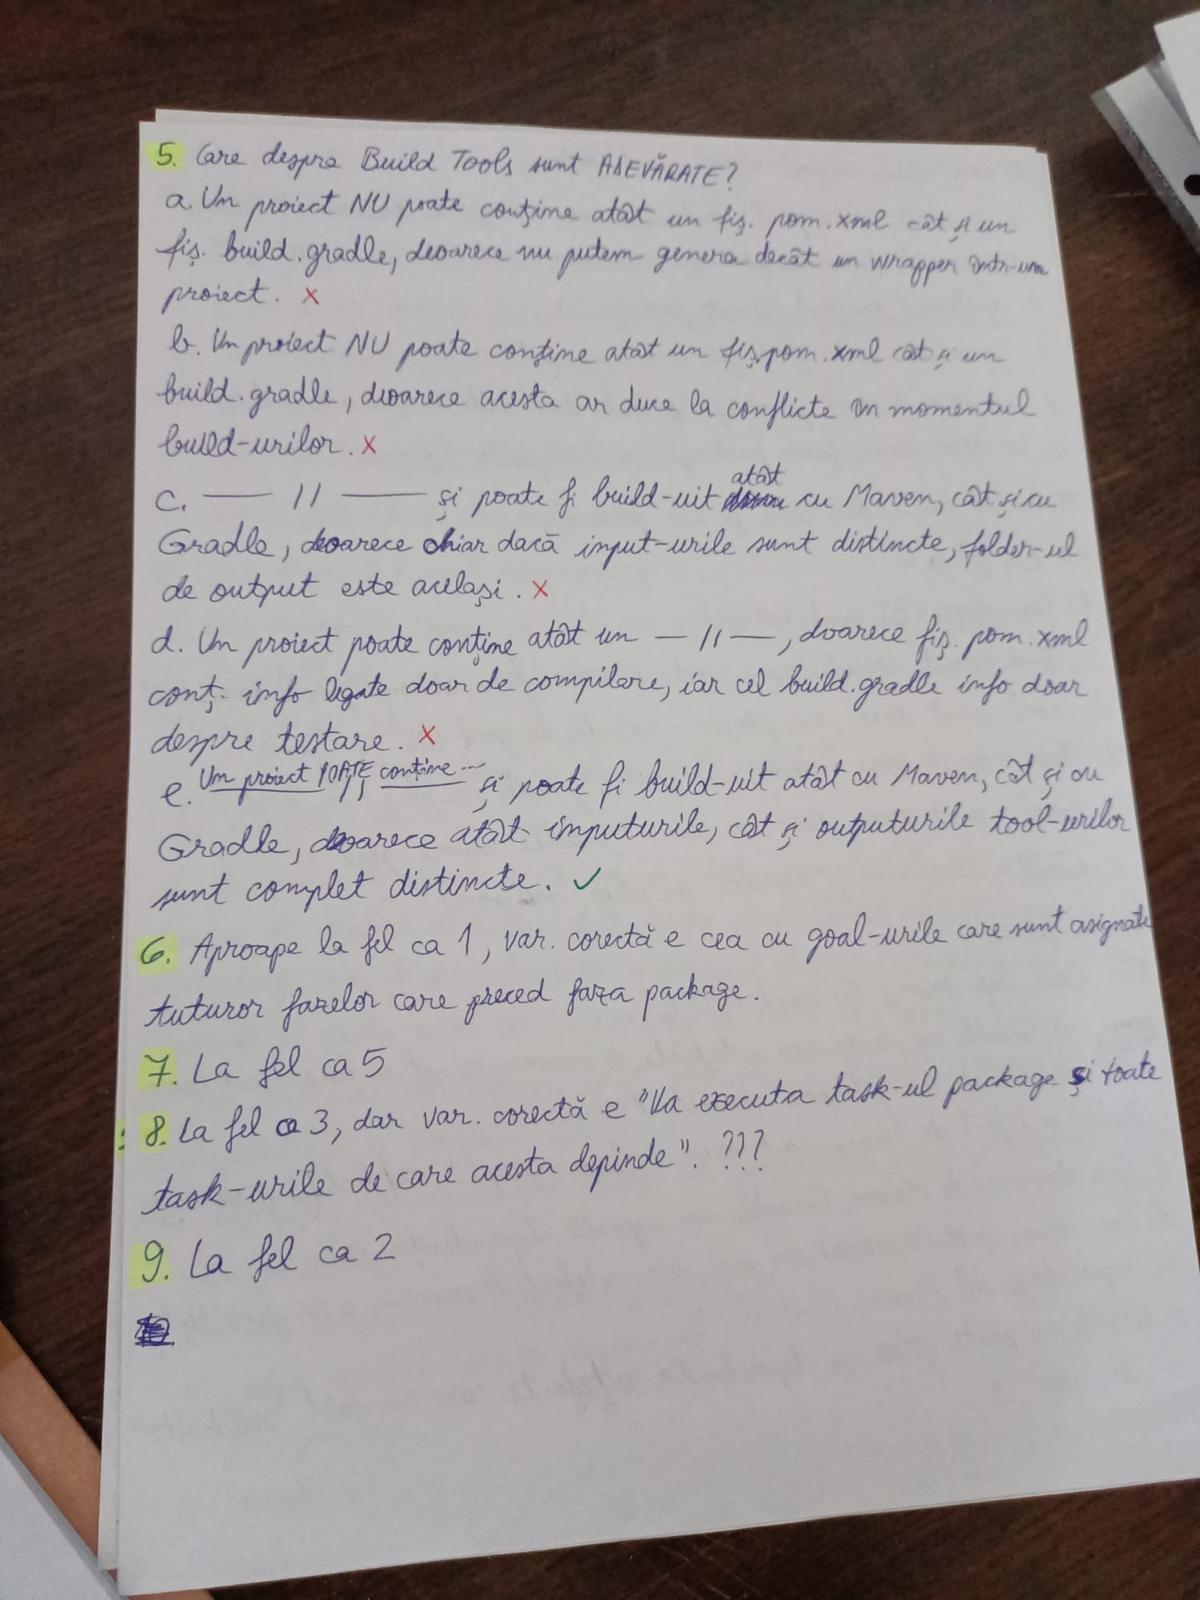 5. Care despre Build Tools sunt ADEVĂRATE?
a. Un proiect NU poate conține atât un fiș. pom.xml cât și un
fiș. build.gradle, deoarece nu putem genera decât un wrapper într-un
proiect. x
b. Un proiect NU poate conține atât un fiș. pom.xml cât și un
build.gradle, deoarece acesta ar duce la conflicte în momentul
build-urilor. x
c. — 11 — și poate fi build-uit atât cu Maven, cât și cu
Gradle, deoarece chiar dacă input-urile sunt distincte, folder-ul
de output este același. x
d. Un proiect poate conține atât un — 11 —, deoarece fiș. pom.xml
conț. info legate doar de compilare, iar cel build.gradle info doar
despre testare. x
e. Un proiect POATE conține... și poate fi build-uit atât cu Maven, cât și cu
Gradle, deoarece atât inputurile, cât și outputurile tool-urilor
sunt complet distincte. ✓
6. Aproape la fel ca 1, var. corectă e cea cu goal-urile care sunt asignate
tuturor fazelor care preced faza package.
7. La fel ca 5
8. La fel ca 3, dar var. corectă e "Va executa task-ul package și toate
task-urile de care acesta depinde". ???
9. La fel ca 2